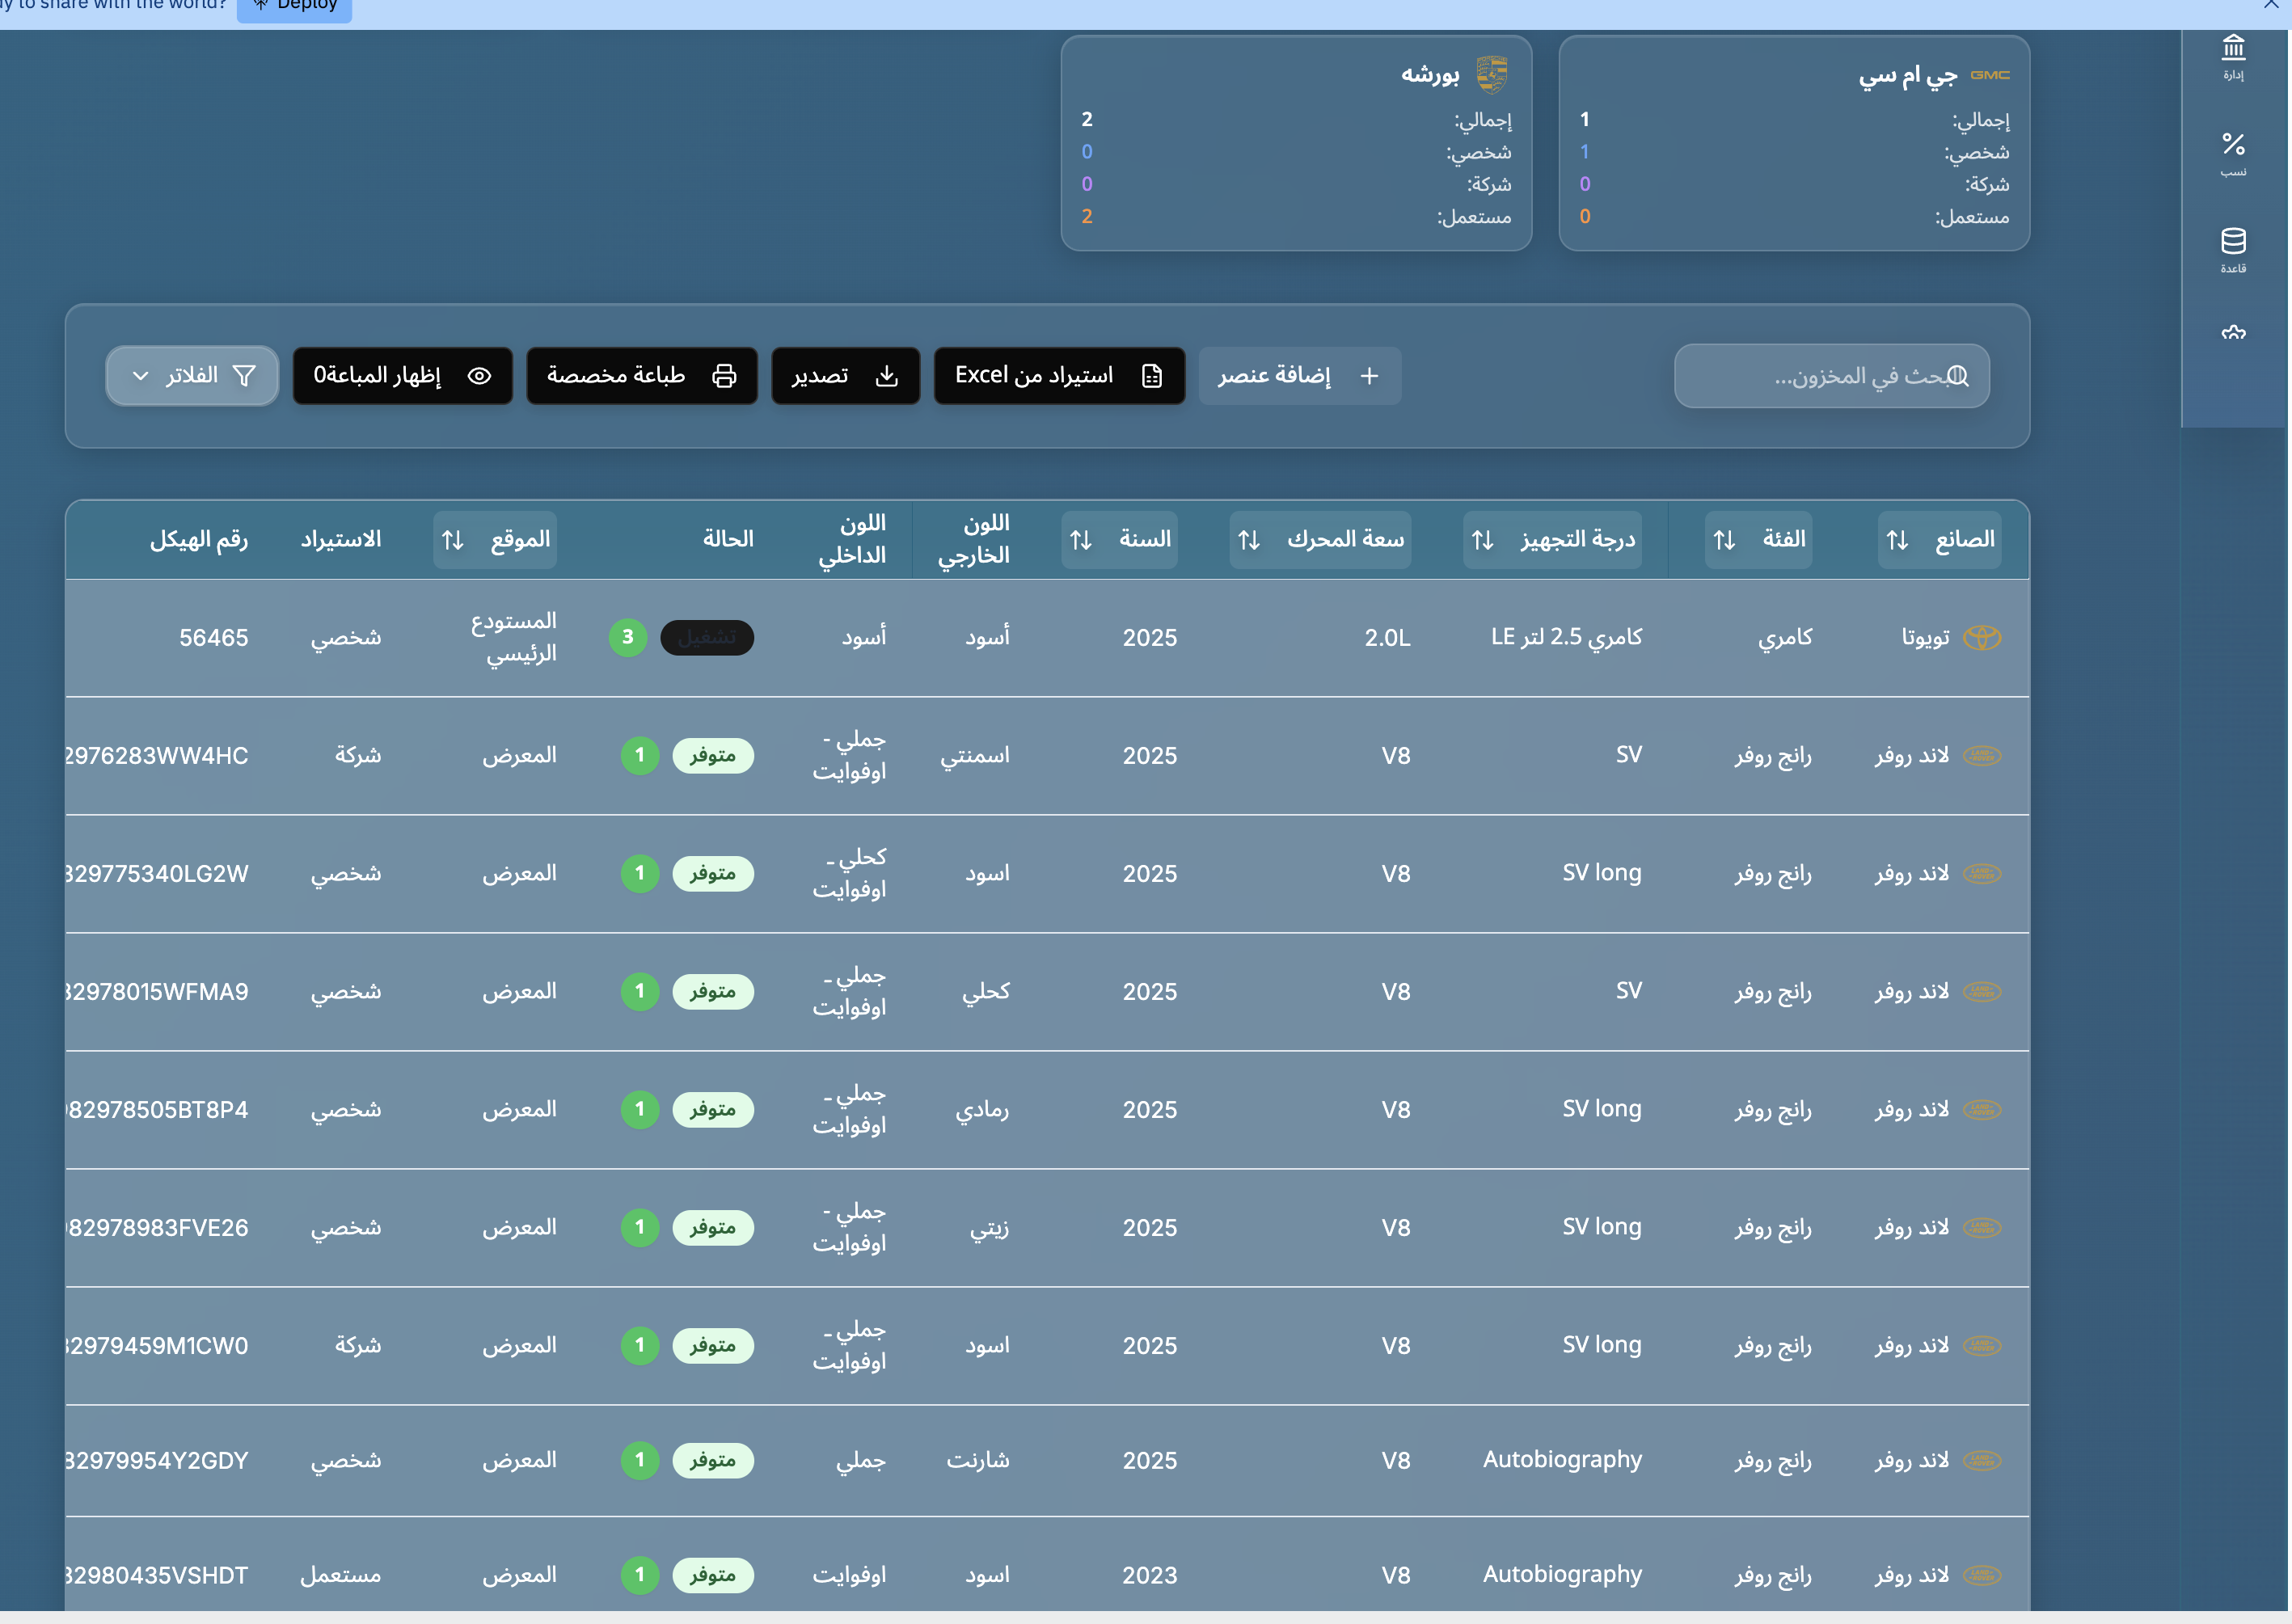 to share with the world?
Deploy
إدارة
نسب
قاعدة
GMC جي ام سي
إجمالي: 1
شخصي: 1
شركة: 0
مستعمل: 0
بورشه
إجمالي: 2
شخصي: 0
شركة: 0
مستعمل: 2
البحث في المخزون...
إضافة عنصر
استيراد من Excel
تصدير
طباعة مخصصة
إظهار المباعة0
الفلاتر
الصانع الفئة درجة التجهيز سعة المحرك السنة اللون الخارجي اللون الداخلي الحالة الموقع الاستيراد رقم الهيكل
تويوتا كامري كامري 2.5 لتر LE 2.0L 2025 أسود أسود تشغيل 3 المستودع الرئيسي شخصي 56465
لاند روفر رانج روفر SV V8 2025 اسمنتي جملي - اوفوايت متوفر 1 المعرض شركة 2976283WW4HC
لاند روفر رانج روفر SV long V8 2025 اسود كحلي ـ اوفوايت متوفر 1 المعرض شخصي 329775340LG2W
لاند روفر رانج روفر SV V8 2025 كحلي جملي ـ اوفوايت متوفر 1 المعرض شخصي 32978015WFMA9
لاند روفر رانج روفر SV long V8 2025 رمادي جملي ـ اوفوايت متوفر 1 المعرض شخصي 82978505BT8P4
لاند روفر رانج روفر SV long V8 2025 زيتي جملي - اوفوايت متوفر 1 المعرض شخصي 82978983FVE26
لاند روفر رانج روفر SV long V8 2025 اسود جملي ـ اوفوايت متوفر 1 المعرض شركة 32979459M1CW0
لاند روفر رانج روفر Autobiography V8 2025 شارنت جملي متوفر 1 المعرض شخصي 32979954Y2GDY
لاند روفر رانج روفر Autobiography V8 2023 اسود اوفوايت متوفر 1 المعرض مستعمل 32980435VSHDT